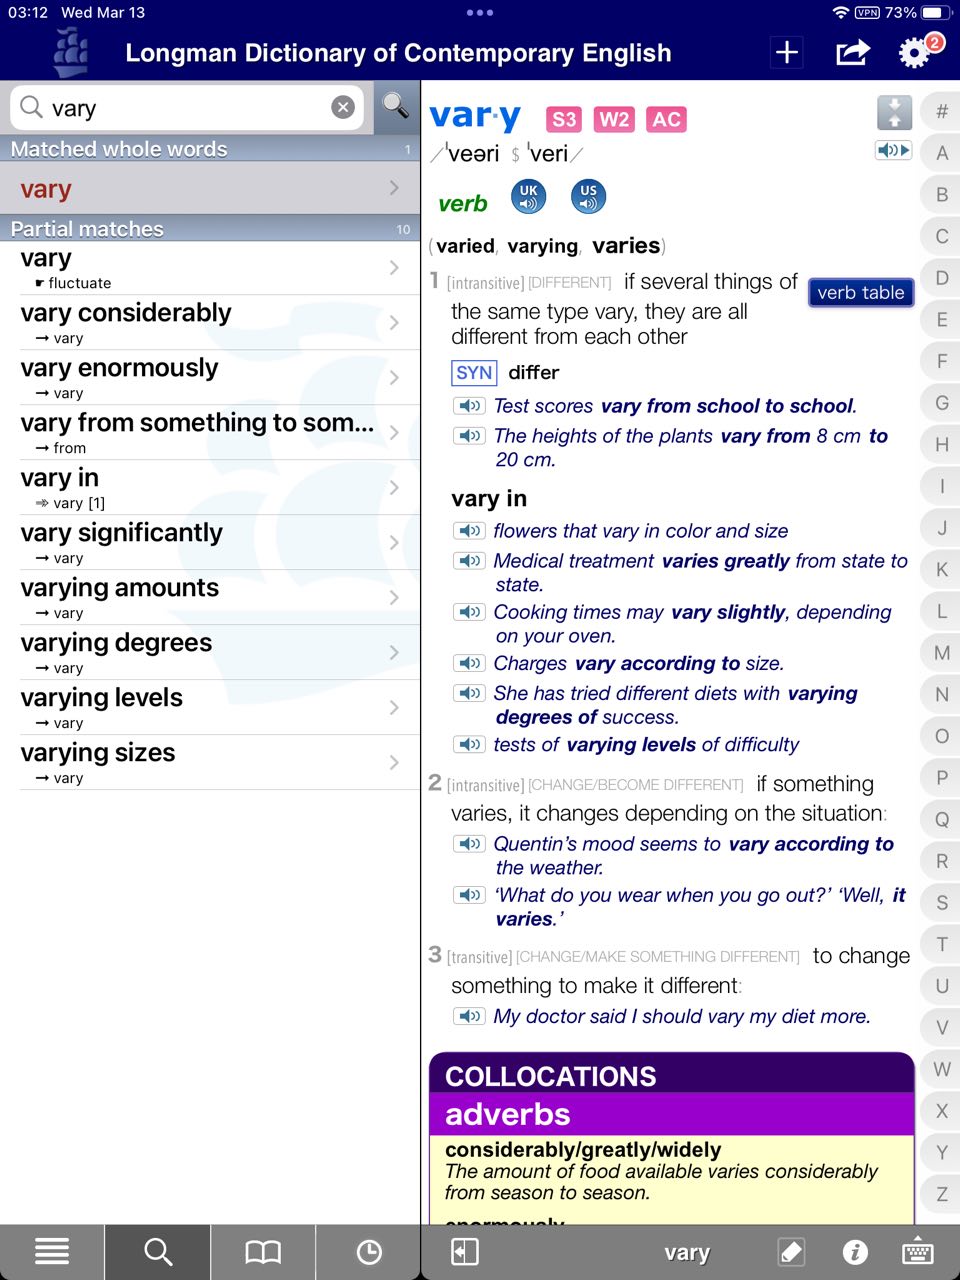 03:12 Wed Mar 13
VPN 73%
Longman Dictionary of Contemporary English
2
vary
Matched whole words 1
vary
Partial matches 10
vary
☛ fluctuate
vary considerably
→ vary
vary enormously
→ vary
vary from something to som...
→ from
vary in
⇒ vary [1]
vary significantly
→ vary
varying amounts
→ vary
varying degrees
→ vary
varying levels
→ vary
varying sizes
→ vary
var·y S3 W2 AC
/ˈveəri $ ˈveri/
verb UK US
(varied, varying, varies)
1 [intransitive] [DIFFERENT] if several things of
verb table
the same type vary, they are all
different from each other
SYN differ
Test scores vary from school to school.
The heights of the plants vary from 8 cm to
20 cm.
vary in
flowers that vary in color and size
Medical treatment varies greatly from state to
state.
Cooking times may vary slightly, depending
on your oven.
Charges vary according to size.
She has tried different diets with varying
degrees of success.
tests of varying levels of difficulty
2 [intransitive] [CHANGE/BECOME DIFFERENT] if something
varies, it changes depending on the situation:
Quentin’s mood seems to vary according to
the weather.
‘What do you wear when you go out?’ ‘Well, it
varies.’
3 [transitive] [CHANGE/MAKE SOMETHING DIFFERENT] to change
something to make it different:
My doctor said I should vary my diet more.
COLLOCATIONS
adverbs
considerably/greatly/widely
The amount of food available varies considerably
from season to season.
enormously
vary
#
A
B
C
D
E
F
G
H
I
J
K
L
M
N
O
P
Q
R
S
T
U
V
W
X
Y
Z